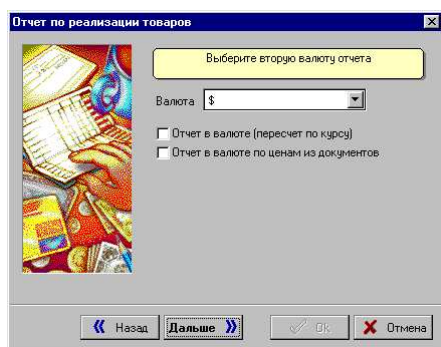 Отчет по реализации товаров
Выберите вторую валюту отчета
Валюта $
Отчет в валюте (пересчет по курсу)
Отчет в валюте по ценам из документов
Назад Дальше Ok Отмена